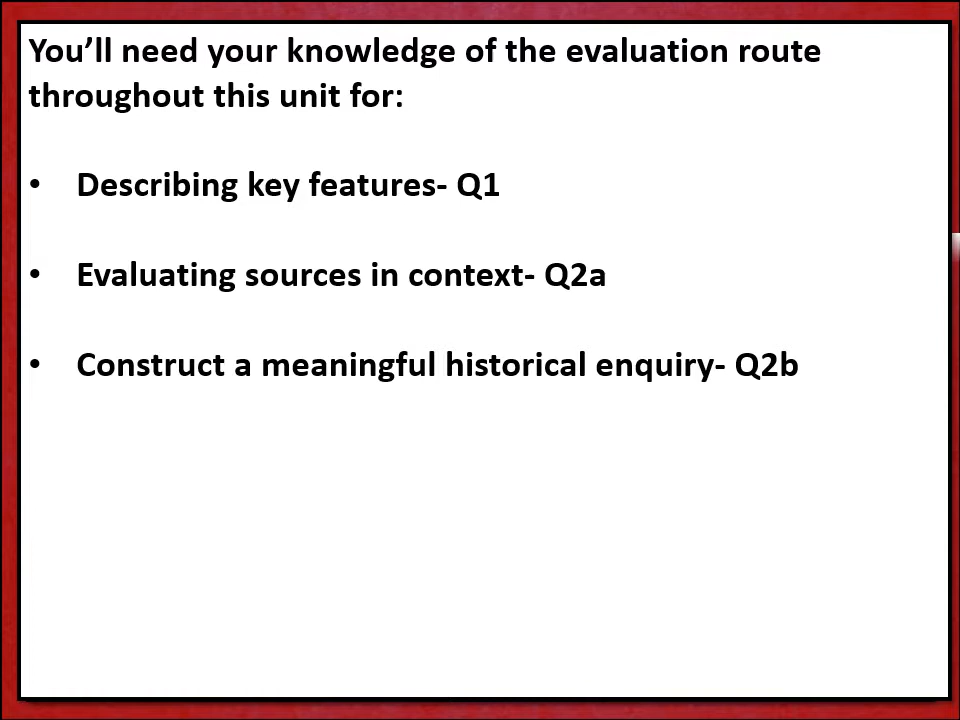 You’ll need your knowledge of the evaluation route
throughout this unit for:
• Describing key features- Q1
• Evaluating sources in context- Q2a
• Construct a meaningful historical enquiry- Q2b